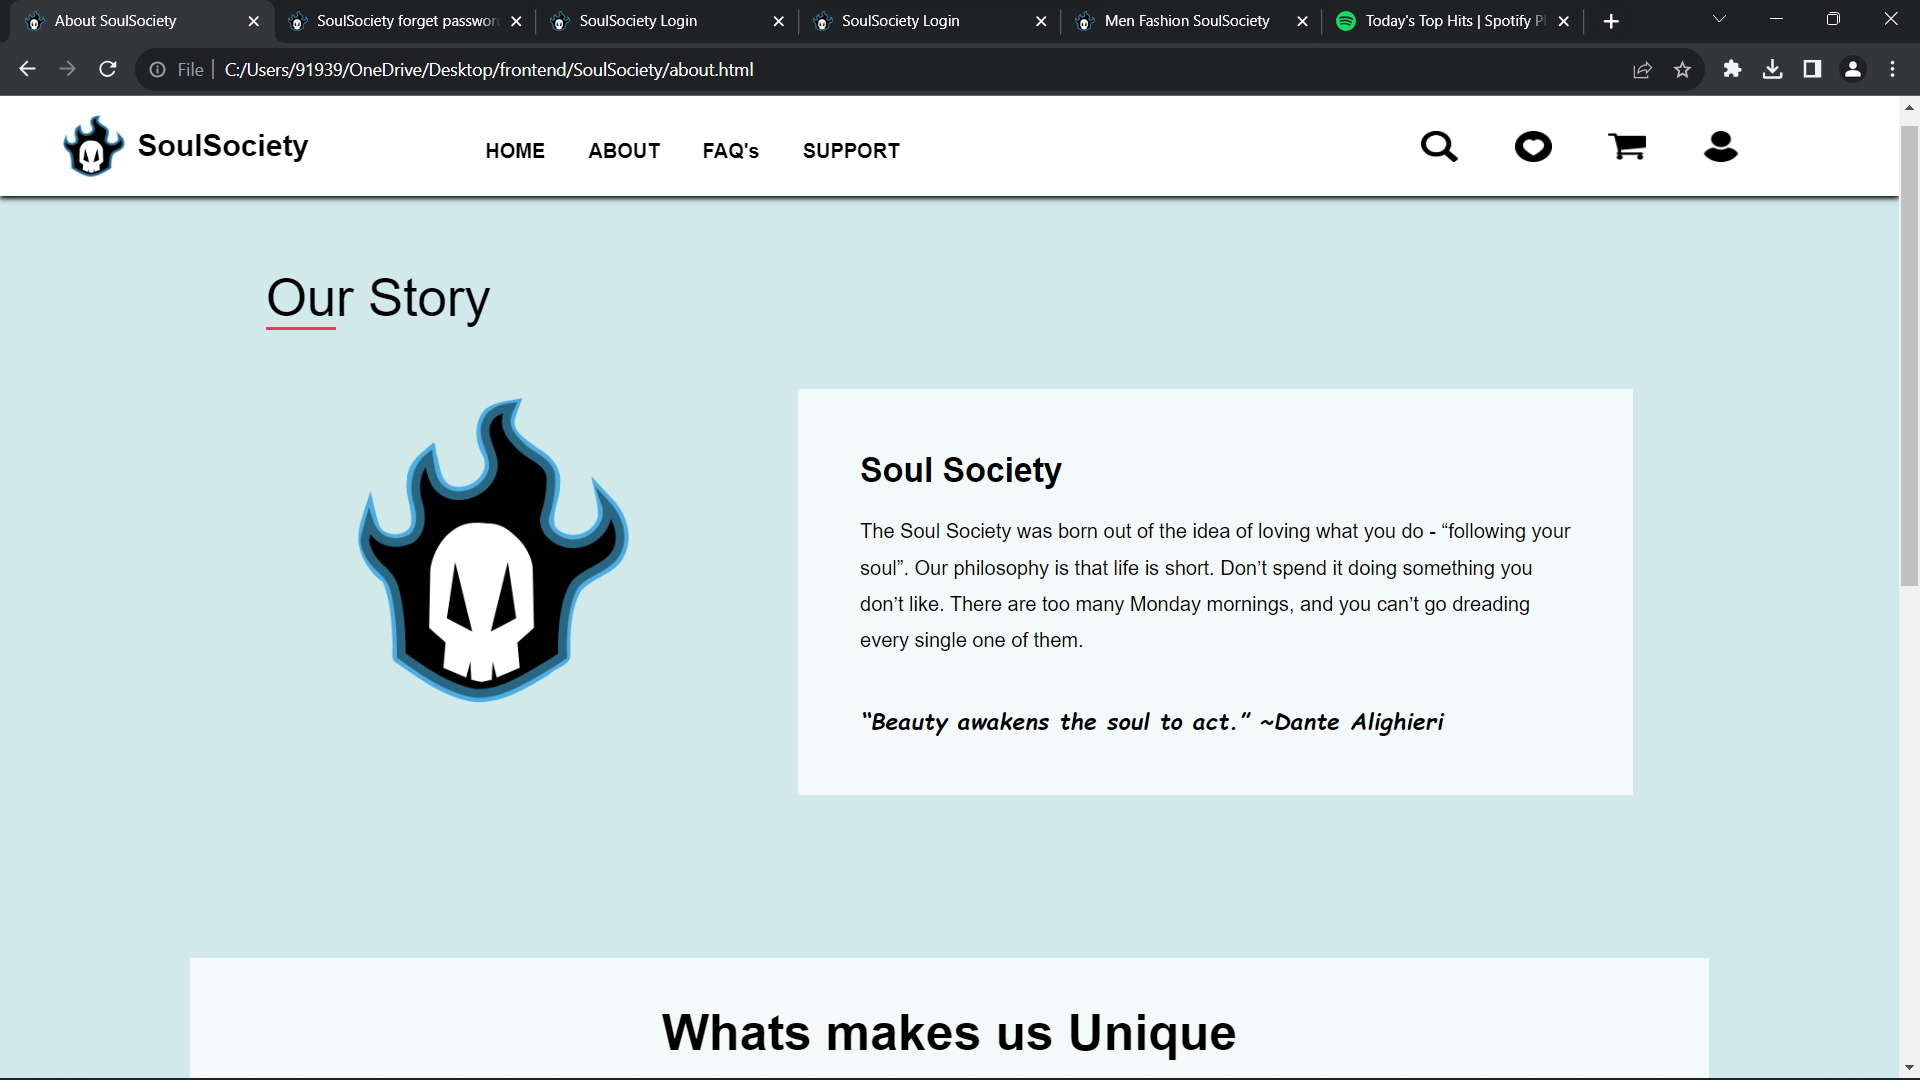 About SoulSociety
SoulSociety forget passwor
SoulSociety Login
SoulSociety Login
Men Fashion SoulSociety
Today's Top Hits | Spotify Pl
File
C:/Users/91939/OneDrive/Desktop/frontend/SoulSociety/about.html
SoulSociety
HOME
ABOUT
FAQ's
SUPPORT
Our Story
Soul Society
The Soul Society was born out of the idea of loving what you do - “following your
soul”. Our philosophy is that life is short. Don’t spend it doing something you
don’t like. There are too many Monday mornings, and you can’t go dreading
every single one of them.
“Beauty awakens the soul to act.” ~Dante Alighieri
Whats makes us Unique